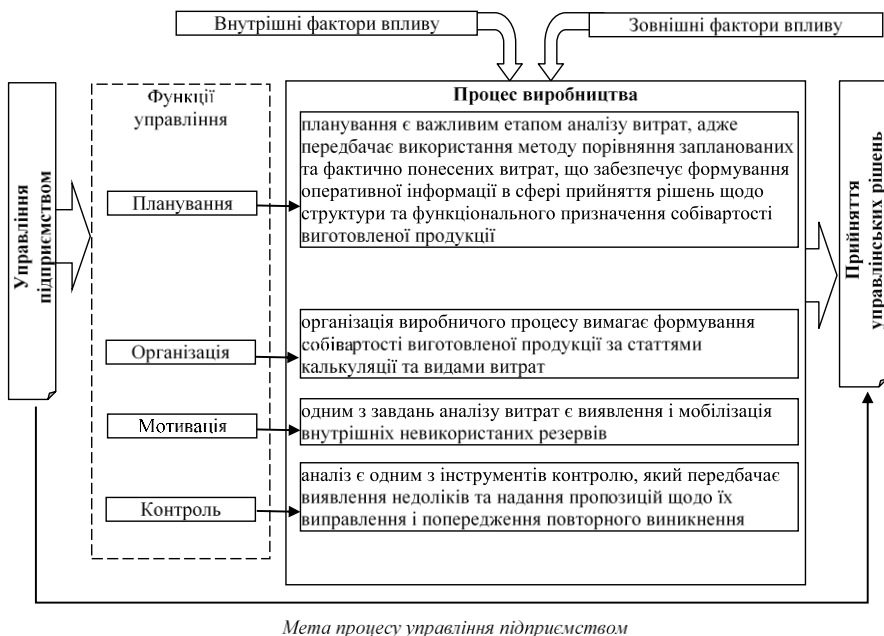 Внутрішні фактори впливу
Зовнішні фактори впливу
Управління
підприємством
Функції
управління
Планування
Організація
Мотивація
Контроль
Процес виробництва
планування є важливим етапом аналізу витрат, адже
передбачає використання методу порівняння запланованих
та фактично понесених витрат, що забезпечує формування
оперативної інформації в сфері прийняття рішень щодо
структури та функціонального призначення собівартості
виготовленої продукції
організація виробничого процесу вимагає формування
собівартості виготовленої продукції за статтями
калькуляції та видами витрат
одним з завдань аналізу витрат є виявлення і мобілізація
внутрішніх невикористаних резервів
аналіз є одним з інструментів контролю, який передбачає
виявлення недоліків та надання пропозицій щодо їх
виправлення і попередження повторного виникнення
Прийняття
управлінських рішень
Мета процесу управління підприємством